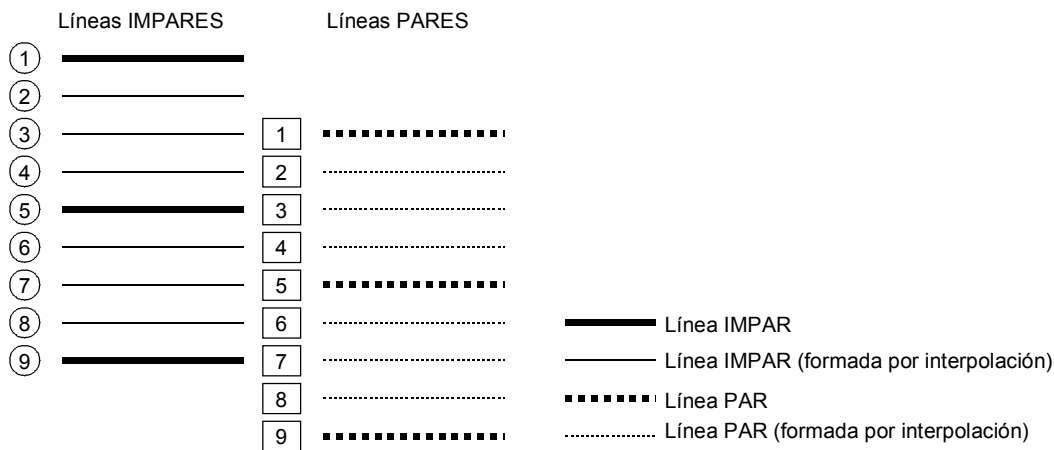 Líneas IMPARES Líneas PARES
1
2
3 1
4 2
5 3
6 4
7 5
8 6
9 7
8
9
Línea IMPAR
Línea IMPAR (formada por interpolación)
Línea PAR
Línea PAR (formada por interpolación)